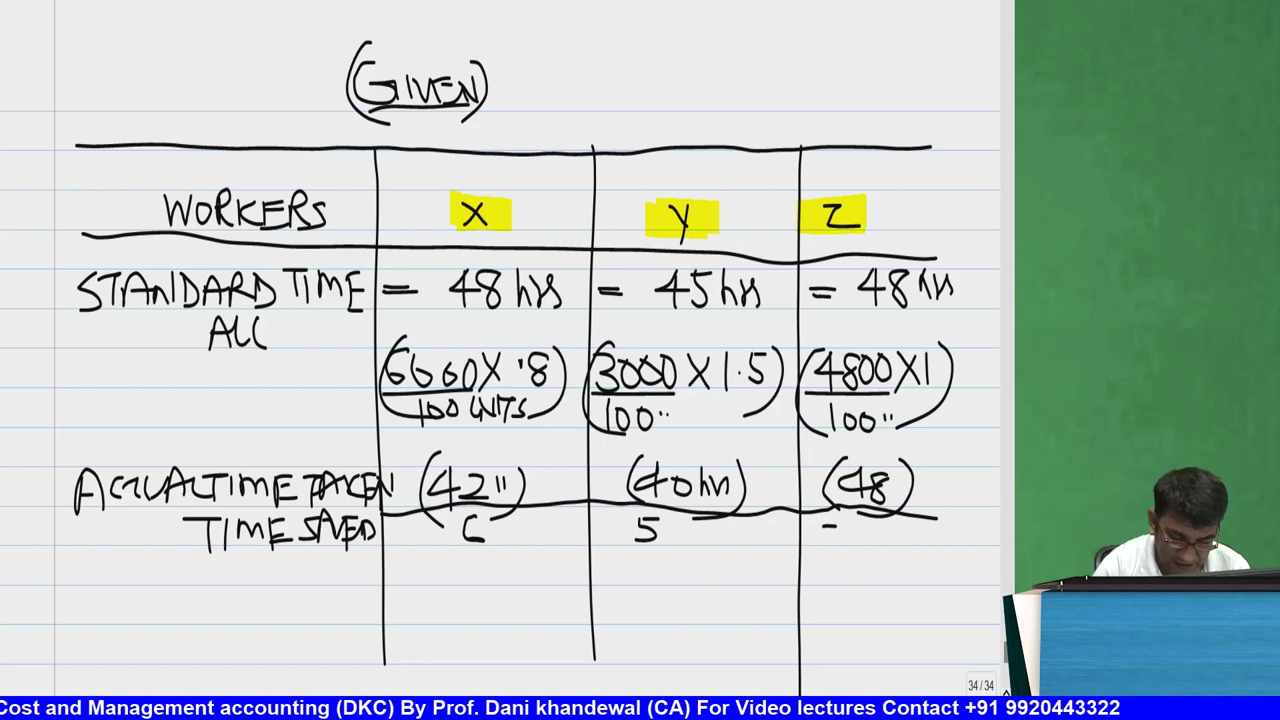 (GIVEN)
WORKERS X Y Z
STANDARD TIME = 48 hrs = 45 hrs = 48 hr
ALL
(6000 X .8) (3000 X 1.5) (4800 X 1)
100 UNITS 100 " 100 "
ACTUAL TIME TAKEN (42 ") (40 hr) (48)
TIME SAVED 6 5 -
34 / 34
Cost and Management accounting (DKC) By Prof. Dani khandewal (CA) For Video lectures Contact +91 9920443322